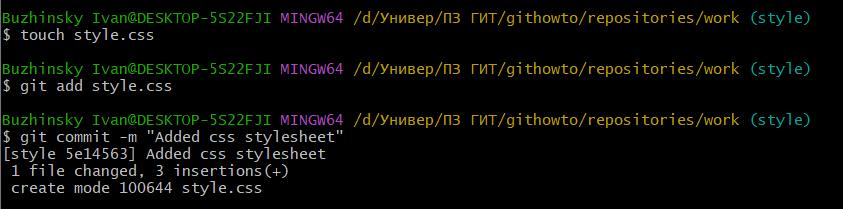 Buzhinsky Ivan@DESKTOP-5S22FJI MINGW64 /d/Универ/ПЗ ГИТ/githowto/repositories/work (style)
$ touch style.css
Buzhinsky Ivan@DESKTOP-5S22FJI MINGW64 /d/Универ/ПЗ ГИТ/githowto/repositories/work (style)
$ git add style.css
Buzhinsky Ivan@DESKTOP-5S22FJI MINGW64 /d/Универ/ПЗ ГИТ/githowto/repositories/work (style)
$ git commit -m "Added css stylesheet"
[style 5e14563] Added css stylesheet
1 file changed, 3 insertions(+)
create mode 100644 style.css